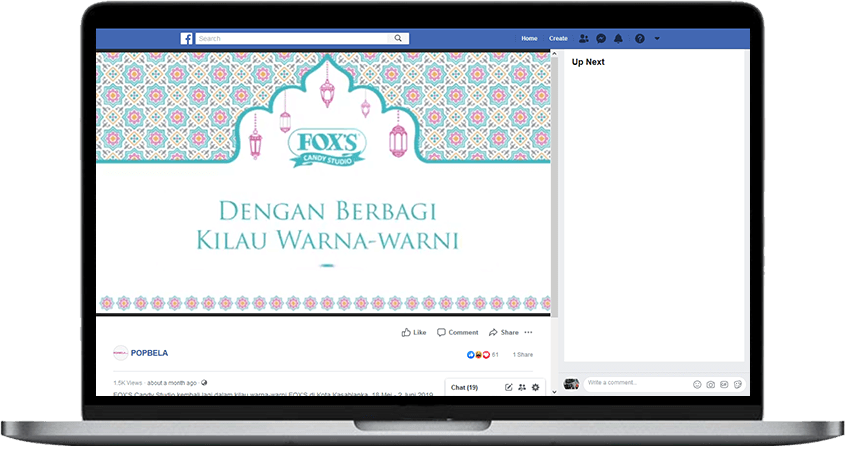 Search
Home
Create
Up Next
FOX'S
CANDY STUDIO
DENGAN BERBAGI
KILAU WARNA-WARNI
Like
Comment
Share
POPBELA
61
1 Share
1.5K Views · about a month ago
Chat (19)
Write a comment...
FOX'S Candy Studio kembali lagi dalam kilau warna-warni FOX'S di Kota Kasablanka, 18 Mei - 2 Juni 2019